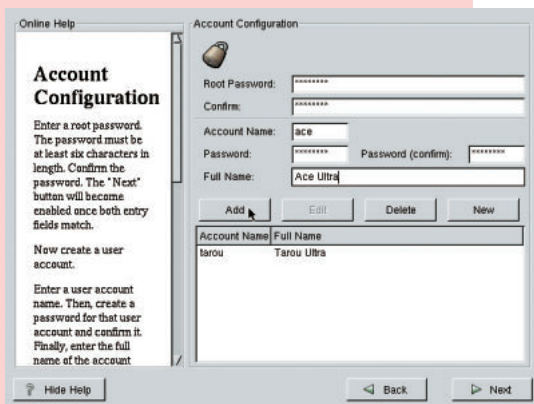 Online Help
Account
Configuration
Enter a root password.
The password must be
at least six characters in
length. Confirm the
password. The "Next"
button will become
enabled once both entry
fields match.
Now create a user
account.
Enter a user account
name. Then, create a
password for that user
account and confirm it.
Finally, enter the full
name of the account
Account Configuration
Root Password: ********
Confirm: ********
Account Name: ace
Password: ******** Password (confirm): ********
Full Name: Ace Ultra
Add Edit Delete New
Account Name Full Name
tarou Tarou Ultra
Hide Help Back Next